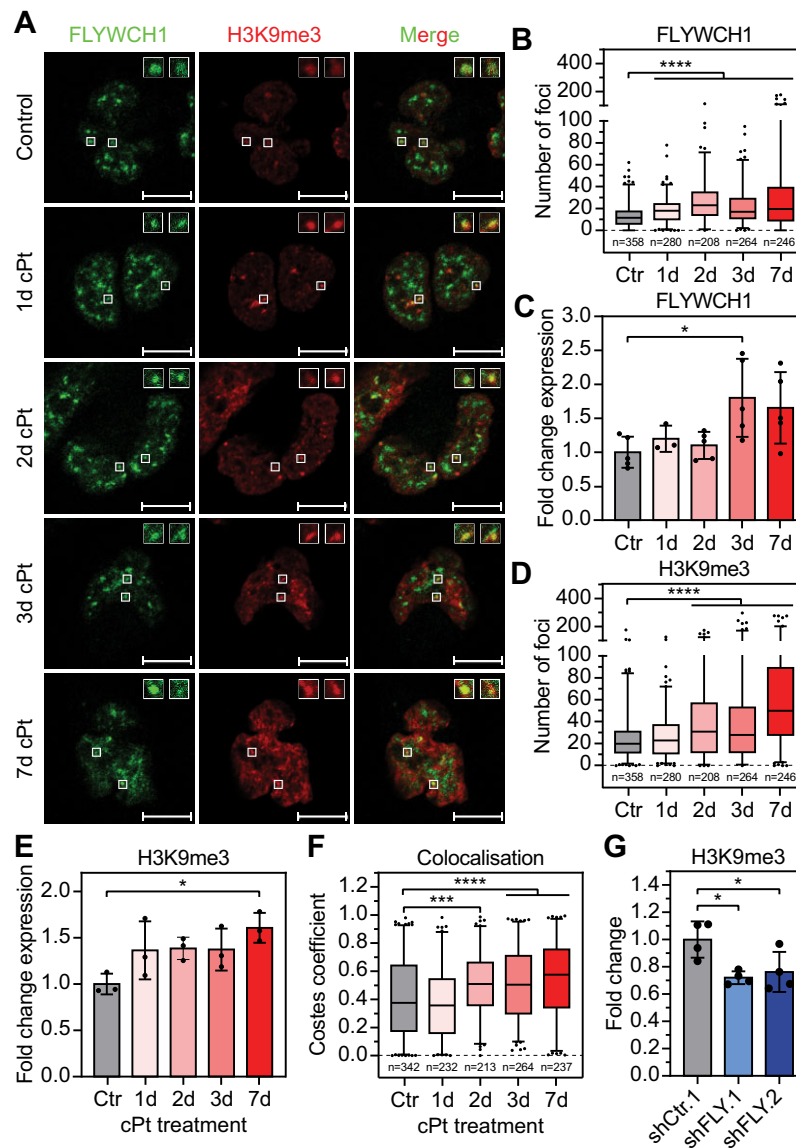 A
FLYWCH1
H3K9me3
Merge
Control
1d cPt
2d cPt
3d cPt
7d cPt
B
FLYWCH1
Number of foci
400
200
100
80
60
40
20
0
****
n=358
n=280
n=208
n=264
n=246
Ctr
1d
2d
3d
7d
C
FLYWCH1
Fold change expression
3.0
2.5
2.0
1.5
1.0
0.5
0.0
*
Ctr
1d
2d
3d
7d
D
H3K9me3
Number of foci
400
200
100
80
60
40
20
0
****
n=358
n=280
n=208
n=264
n=246
Ctr
1d
2d
3d
7d
E
H3K9me3
Fold change expression
2.0
1.5
1.0
0.5
0.0
*
Ctr
1d
2d
3d
7d
cPt treatment
F
Colocalisation
Costes coefficient
1.2
1.0
0.8
0.6
0.4
0.2
0.0
***
****
n=342
n=232
n=213
n=264
n=237
Ctr
1d
2d
3d
7d
cPt treatment
G
H3K9me3
Fold change
1.4
1.2
1.0
0.8
0.6
0.4
0.2
0.0
*
*
shCtr.1
shFLY.1
shFLY.2